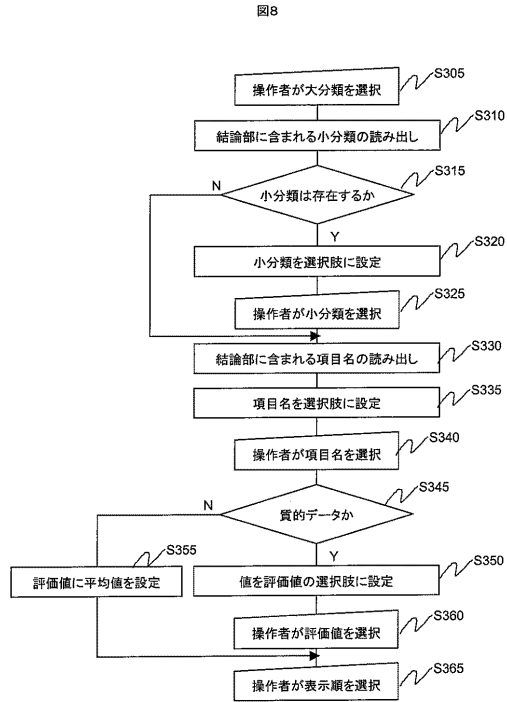 図8
S305
操作者が大分類を選択
S310
結論部に含まれる小分類の読み出し
S315
小分類は存在するか
N
Y
S320
小分類を選択肢に設定
S325
操作者が小分類を選択
S330
結論部に含まれる項目名の読み出し
S335
項目名を選択肢に設定
S340
操作者が項目名を選択
S345
質的データか
N
Y
S355
評価値に平均値を設定
S350
値を評価値の選択肢に設定
S360
操作者が評価値を選択
S365
操作者が表示順を選択